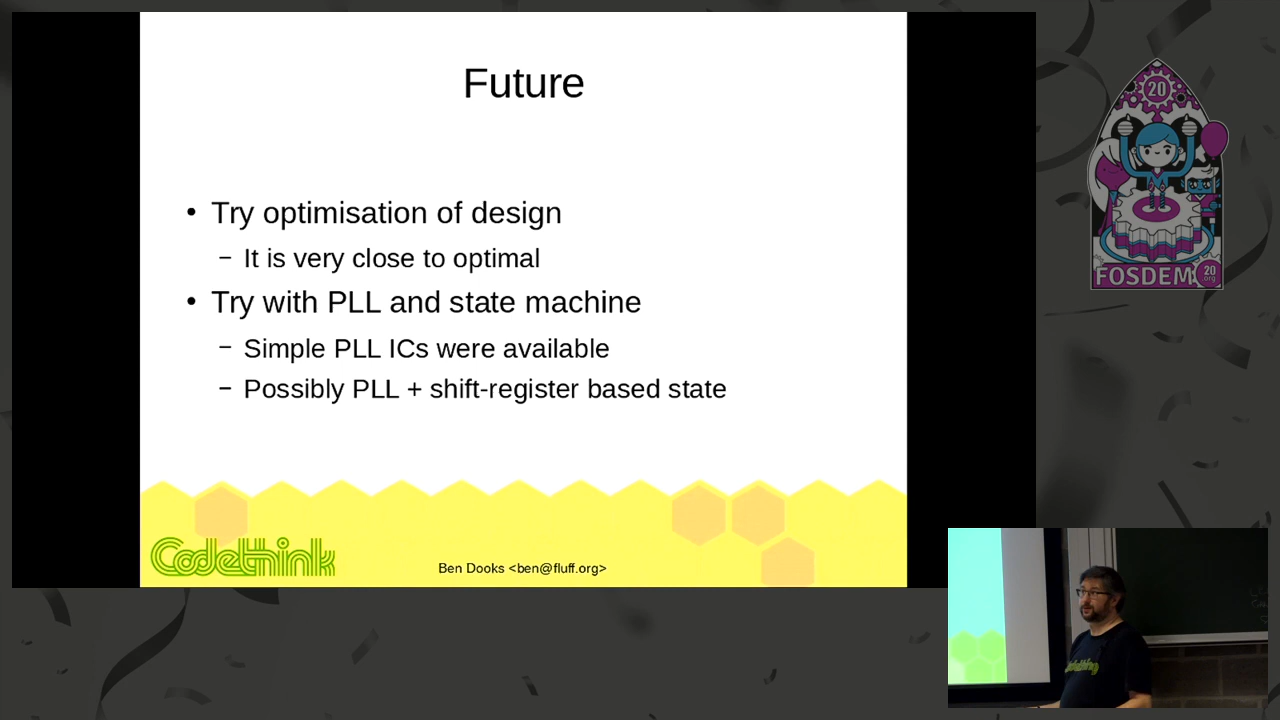 Future
• Try optimisation of design
– It is very close to optimal
• Try with PLL and state machine
– Simple PLL ICs were available
– Possibly PLL + shift-register based state
Codethink
Ben Dooks <ben@fluff.org>
20
FOSDEM
20
org